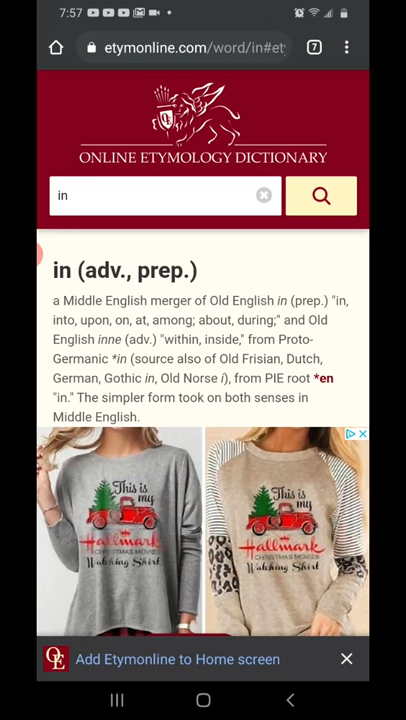 7:57
etymonline.com/word/in#et
7
OE
ONLINE ETYMOLOGY DICTIONARY
in
in (adv., prep.)
a Middle English merger of Old English in (prep.) "in,
into, upon, on, at, among; about, during;" and Old
English inne (adv.) "within, inside," from Proto-
Germanic *in (source also of Old Frisian, Dutch,
German, Gothic in, Old Norse i), from PIE root *en
"in." The simpler form took on both senses in
Middle English.
This is
my
Hallmark
CHRISTMAS MOVIES
Watching Shirt
This is
my
Hallmark
CHRISTMAS MOVIES
Watching Shirt
OE
Add Etymonline to Home screen